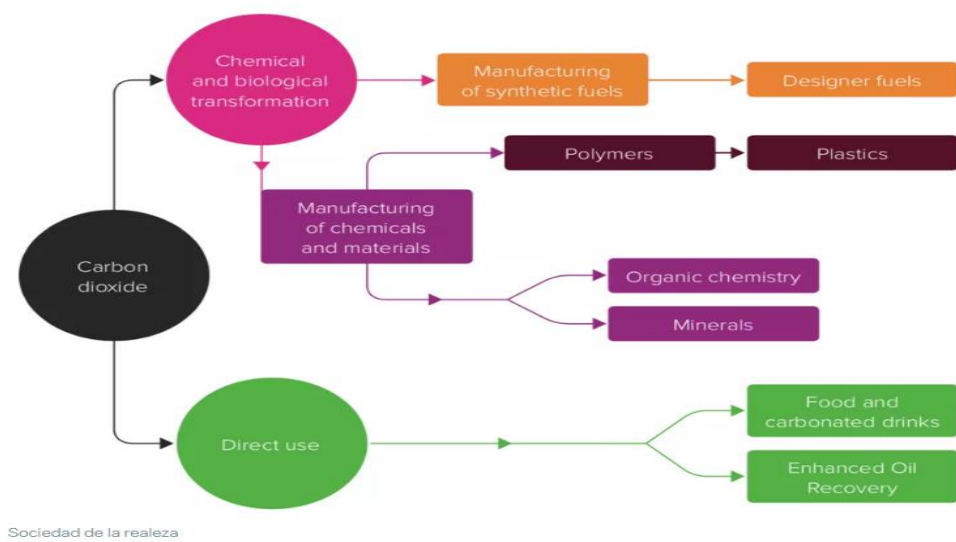 Chemical
and biological
transformation
Manufacturing
of synthetic fuels
Designer fuels
Polymers
Plastics
Manufacturing
of chemicals
and materials
Carbon
dioxide
Organic chemistry
Minerals
Direct use
Food and
carbonated drinks
Enhanced Oil
Recovery
Sociedad de la realeza